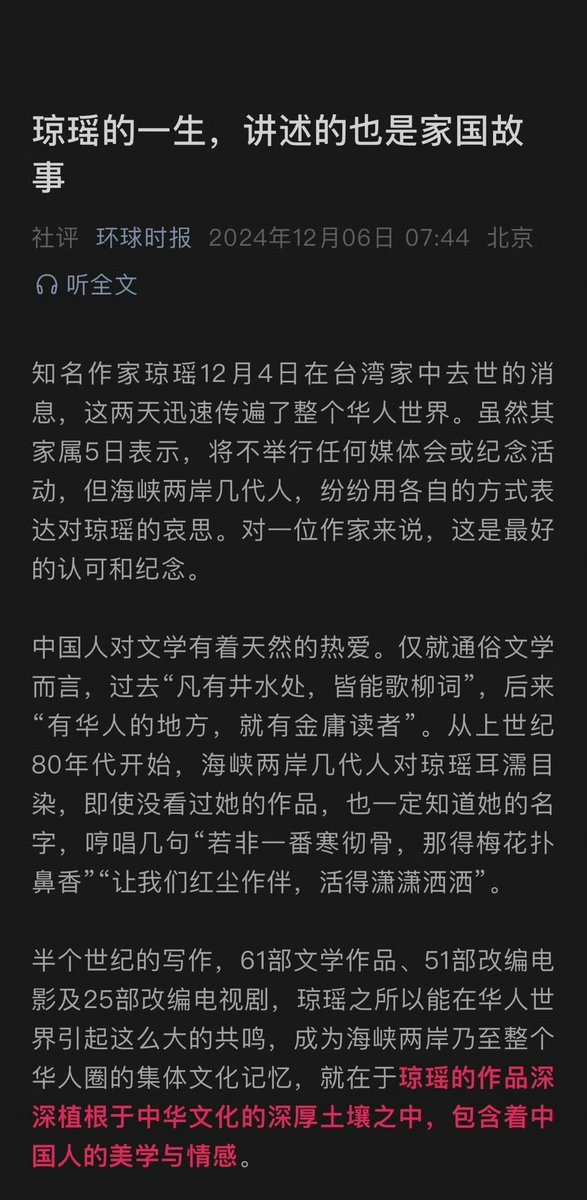 琼瑶的一生，讲述的也是家国故
事
社评 环球时报 2024年12月06日 07:44 北京
听全文
知名作家琼瑶12月4日在台湾家中去世的消
息，这两天迅速传遍了整个华人世界。虽然其
家属5日表示，将不举行任何媒体会或纪念活
动，但海峡两岸几代人，纷纷用各自的方式表
达对琼瑶的哀思。对一位作家来说，这是最好
的认可和纪念。
中国人对文学有着天然的热爱。仅就通俗文学
而言，过去“凡有井水处，皆能歌柳词”，后来
“有华人的地方，就有金庸读者”。从上世纪
80年代开始，海峡两岸几代人对琼瑶耳濡目
染，即使没看过她的作品，也一定知道她的名
字，哼唱几句“若非一番寒彻骨，那得梅花扑
鼻香”“让我们红尘作伴，活得潇潇洒洒”。
半个世纪的写作，61部文学作品、51部改编电
影及25部改编电视剧，琼瑶之所以能在华人世
界引起这么大的共鸣，成为海峡两岸乃至整个
华人圈的集体文化记忆，就在于琼瑶的作品深
深植根于中华文化的深厚土壤之中，包含着中
国人的美学与情感。